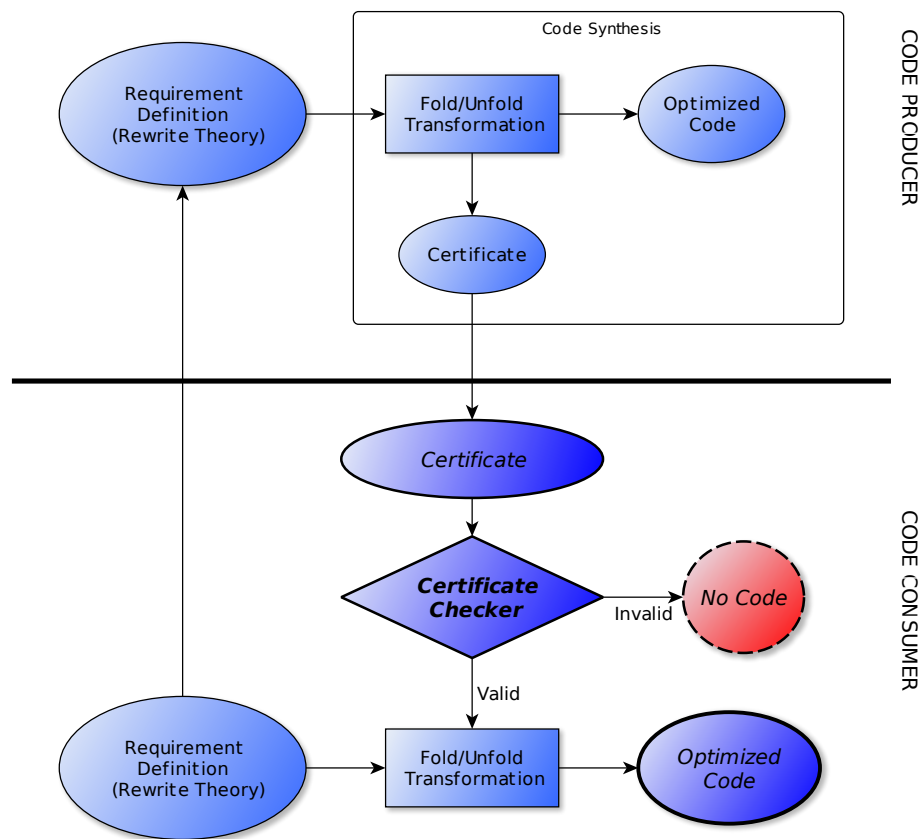 Code Synthesis
Requirement
Definition
(Rewrite Theory)
Fold/Unfold
Transformation
Optimized
Code
Certificate
CODE PRODUCER
Certificate
Certificate
Checker
Invalid
No Code
Valid
Requirement
Definition
(Rewrite Theory)
Fold/Unfold
Transformation
Optimized
Code
CODE CONSUMER